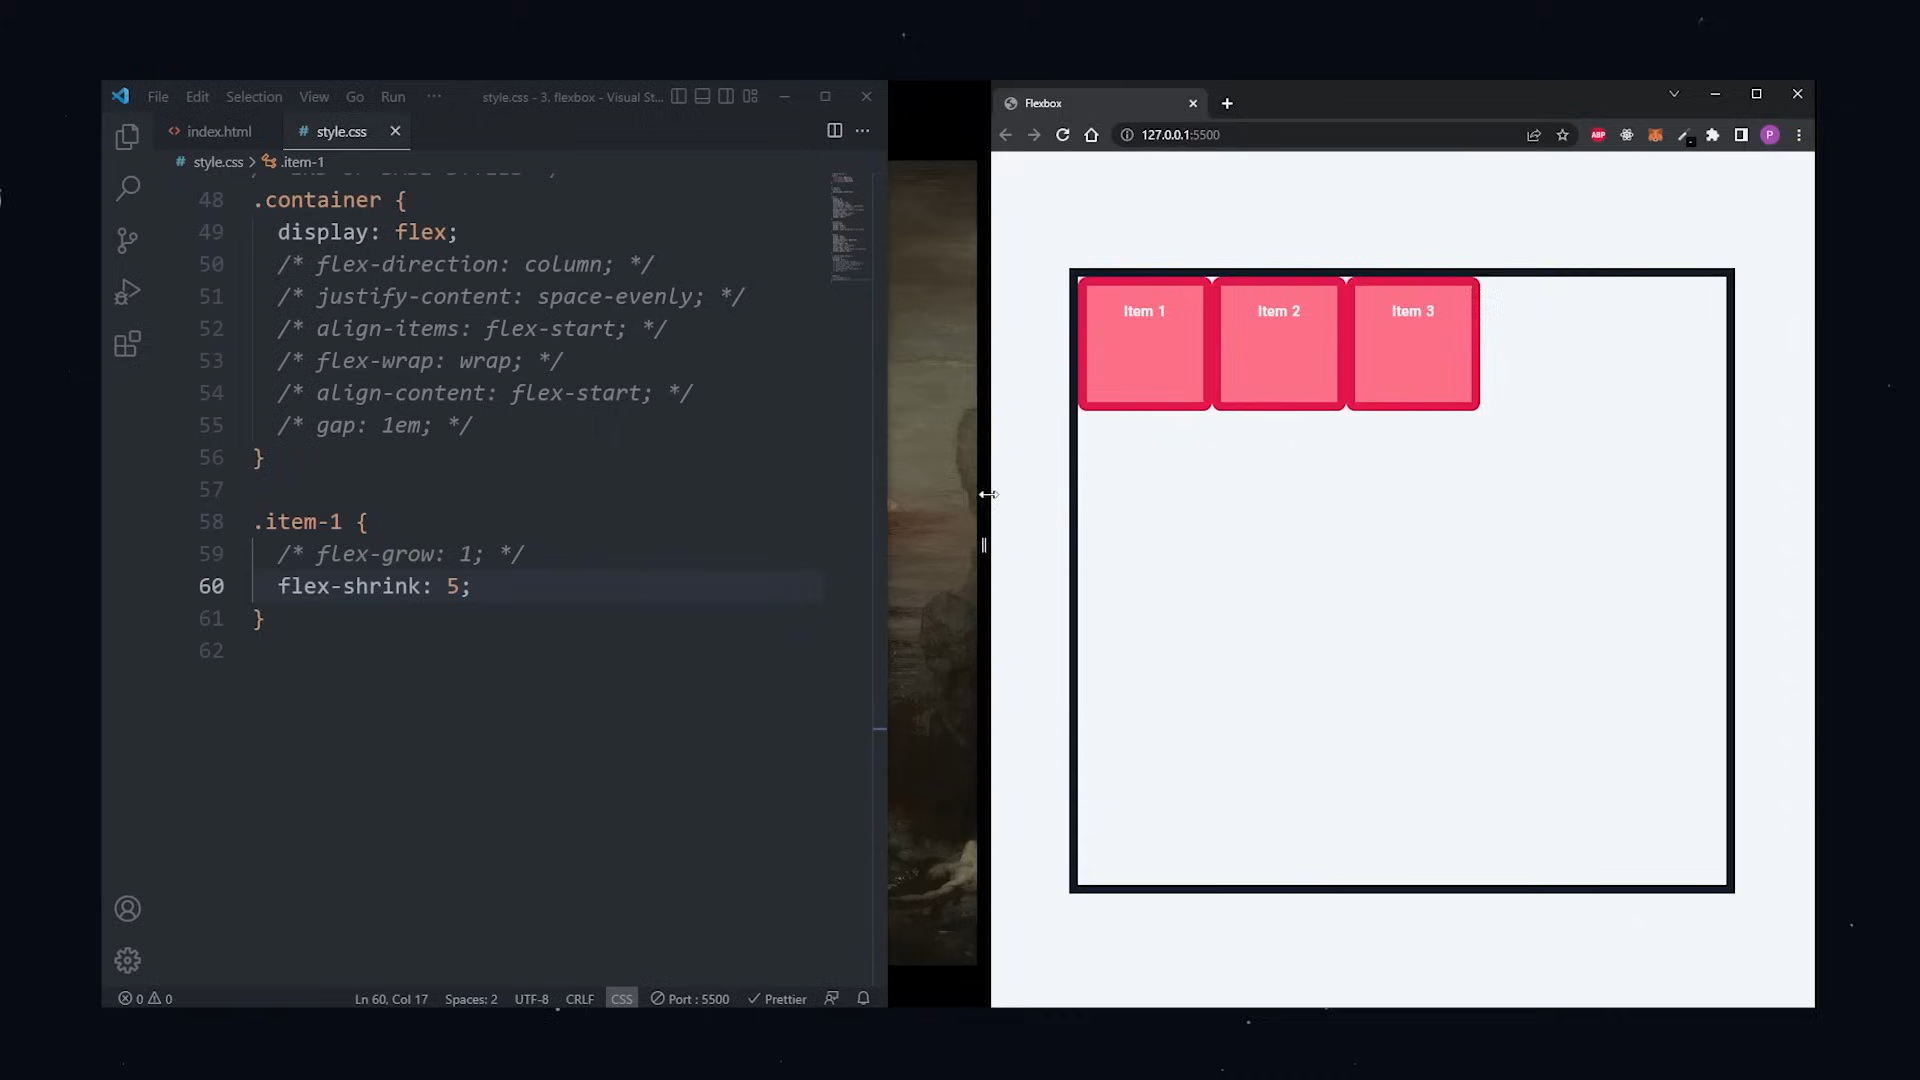 File Edit Selection View Go Run ··· style.css - 3. flexbox - Visual St...
index.html style.css
style.css > .item-1
48 .container {
49 display: flex;
50 /* flex-direction: column; */
51 /* justify-content: space-evenly; */
52 /* align-items: flex-start; */
53 /* flex-wrap: wrap; */
54 /* align-content: flex-start; */
55 /* gap: 1em; */
56 }
57
58 .item-1 {
59 /* flex-grow: 1; */
60 flex-shrink: 5;
61 }
62
0 0 Ln 60, Col 17 Spaces: 2 UTF-8 CRLF CSS Port : 5500 Prettier
Flexbox
127.0.0.1:5500 ABP P
Item 1 Item 2 Item 3